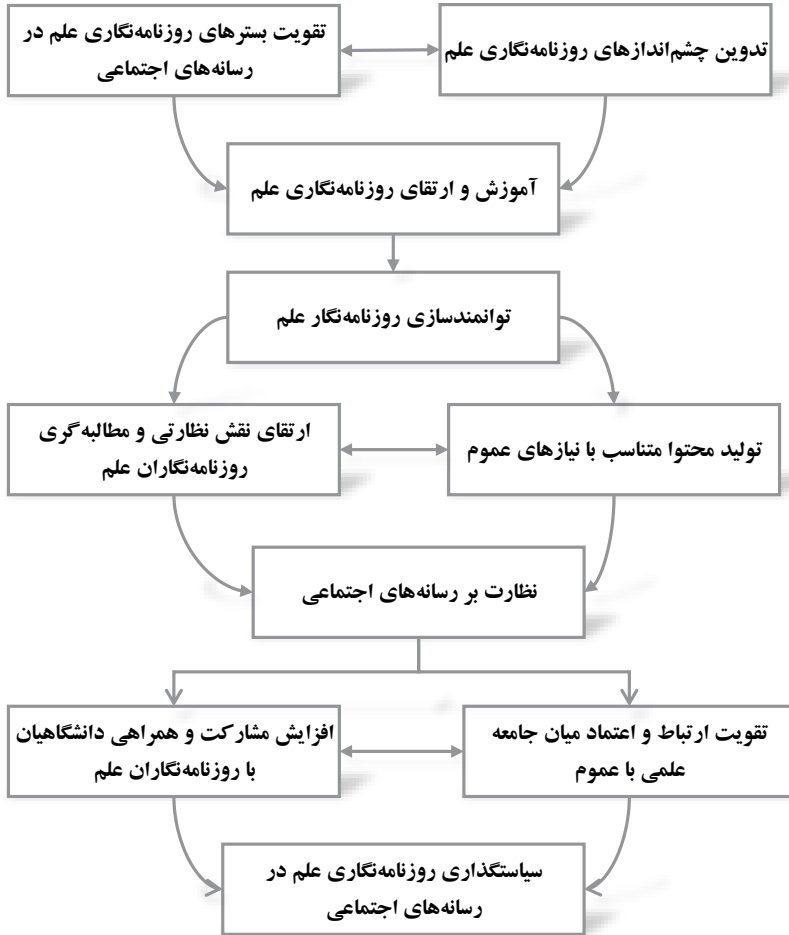 تدوین چشم‌اندازهای روزنامه‌نگاری علم
تقویت بسترهای روزنامه‌نگاری علم در
رسانه‌های اجتماعی
آموزش و ارتقای روزنامه‌نگاری علم
توانمندسازی روزنامه‌نگار علم
تولید محتوا متناسب با نیازهای عموم
ارتقای نقش نظارتی و مطالبه‌گری
روزنامه‌نگاران علم
نظارت بر رسانه‌های اجتماعی
تقویت ارتباط و اعتماد میان جامعه
علمی با عموم
افزایش مشارکت و همراهی دانشگاهیان
با روزنامه‌نگاران علم
سیاستگذاری روزنامه‌نگاری علم در
رسانه‌های اجتماعی